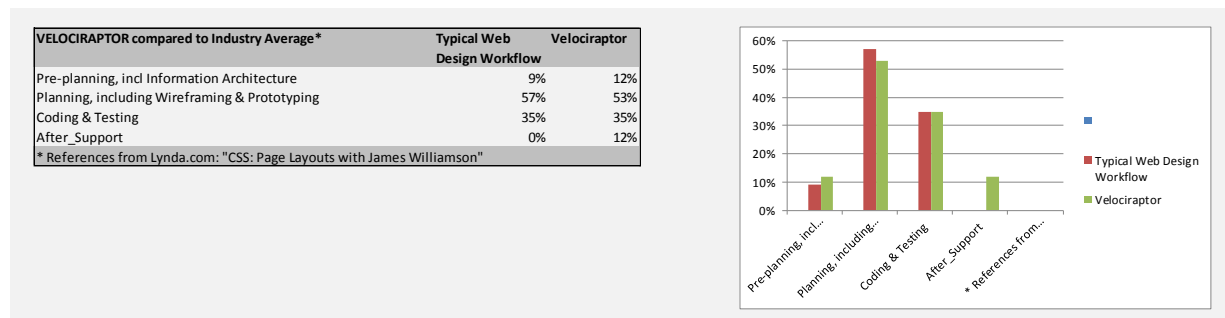 VELOCIRAPTOR compared to Industry Average* Typical Web Velociraptor
Design Workflow
Pre-planning, incl Information Architecture 9% 12%
Planning, including Wireframing & Prototyping 57% 53%
Coding & Testing 35% 35%
After_Support 0% 12%
* References from Lynda.com: "CSS: Page Layouts with James Williamson"
60%
50%
40%
30%
20%
10%
0%
Pre-planning, incl...
Planning, including...
Coding & Testing
After_Support
* References from...
Typical Web Design
Workflow
Velociraptor